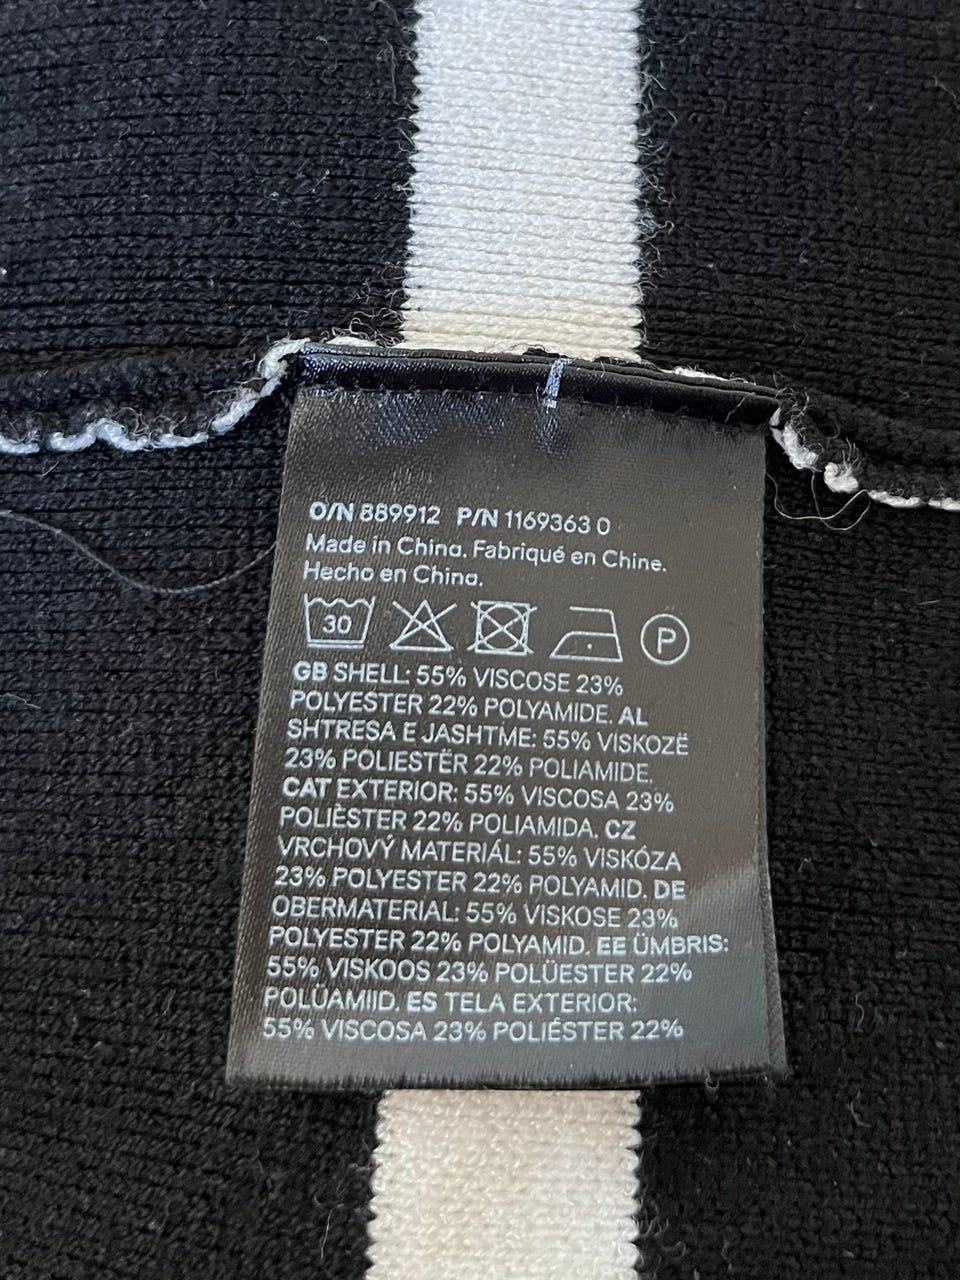 O/N 889912 P/N 1169363 0
Made in China. Fabriqué en Chine.
Hecho en China.
30 P
GB SHELL: 55% VISCOSE 23%
POLYESTER 22% POLYAMIDE. AL
SHTRESA E JASHTME: 55% VISKOZË
23% POLIESTËR 22% POLIAMIDE.
CAT EXTERIOR: 55% VISCOSA 23%
POLIÈSTER 22% POLIAMIDA. CZ
VRCHOVÝ MATERIÁL: 55% VISKÓZA
23% POLYESTER 22% POLYAMID. DE
OBERMATERIAL: 55% VISKOSE 23%
POLYESTER 22% POLYAMID. EE ÜMBRIS:
55% VISKOOS 23% POLÜESTER 22%
POLÜAMIID. ES TELA EXTERIOR:
55% VISCOSA 23% POLIÉSTER 22%